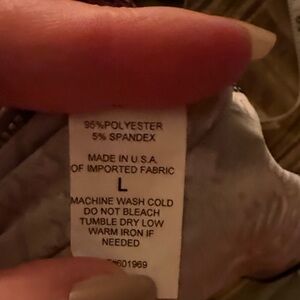 95%POLYESTER
5% SPANDEX
MADE IN U.S.A.
OF IMPORTED FABRIC
L
MACHINE WASH COLD
DO NOT BLEACH
TUMBLE DRY LOW
WARM IRON IF
NEEDED
#601969